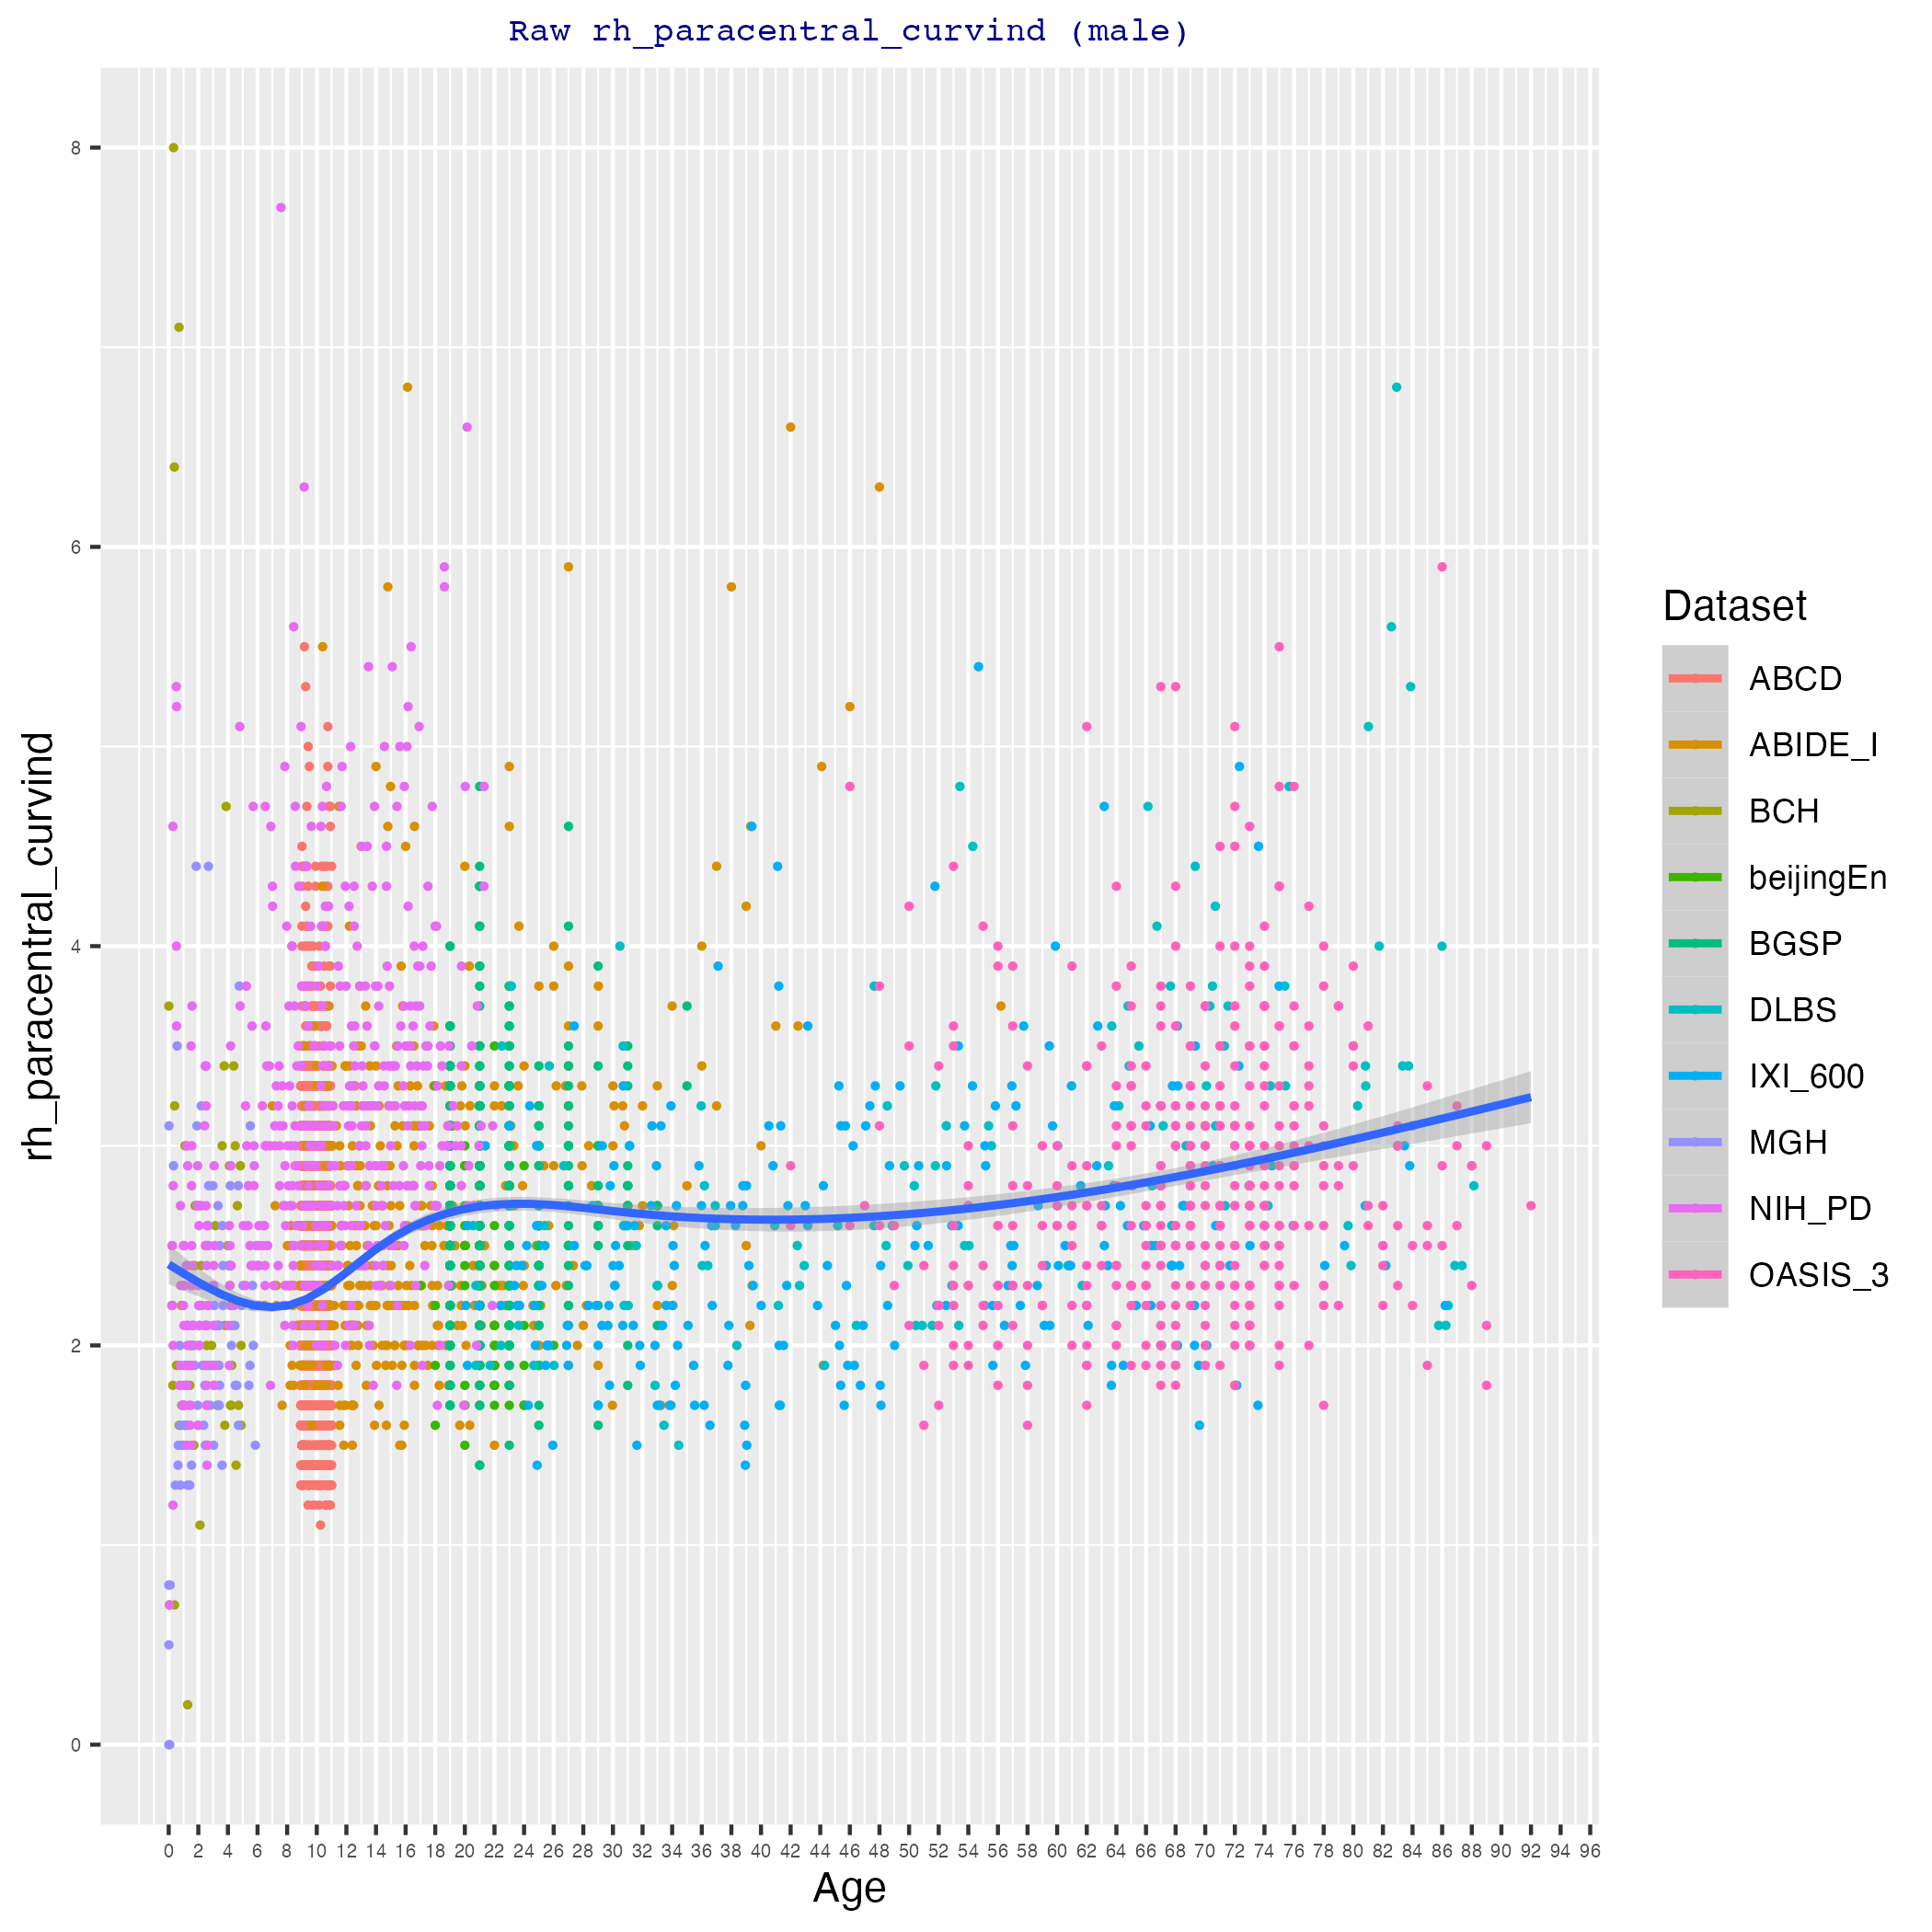 Raw rh_paracentral_curvind (male)
8
6
4
2
0
rh_paracentral_curvind
0 2 4 6 8 10 12 14 16 18 20 22 24 26 28 30 32 34 36 38 40 42 44 46 48 50 52 54 56 58 60 62 64 66 68 70 72 74 76 78 80 82 84 86 88 90 92 94 96
Age
Dataset
ABCD
ABIDE_I
BCH
beijingEn
BGSP
DLBS
IXI_600
MGH
NIH_PD
OASIS_3